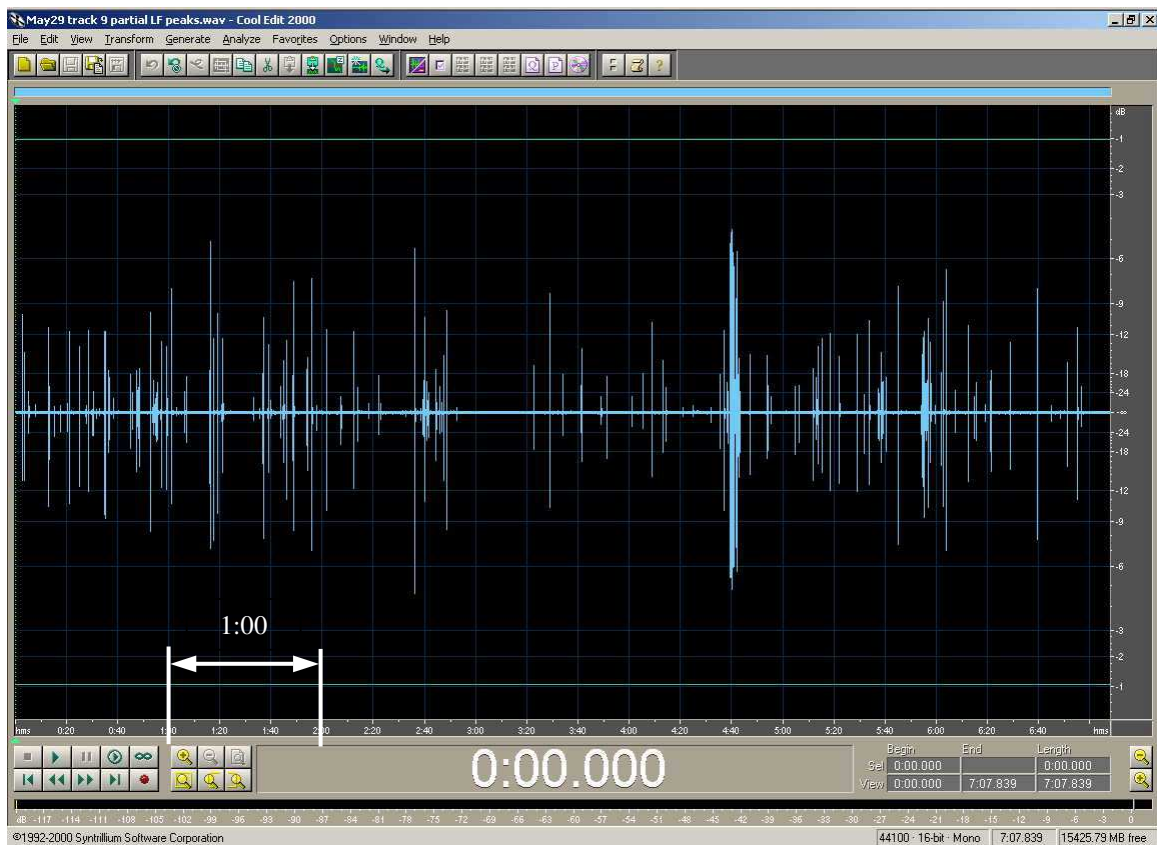 May29 track 9 partial LF peaks.wav - Cool Edit 2000
File Edit View Transform Generate Analyze Favorites Options Window Help
dB
-1
-2
-3
-6
-9
-12
-18
-24
-∞
-24
-18
-12
-9
-6
-3
-2
-1
1:00
hms 0:20 0:40 1:00 1:20 1:40 2:00 2:20 2:40 3:00 3:20 3:40 4:00 4:20 4:40 5:00 5:20 5:40 6:00 6:20 6:40 hms
0:00.000
Begin End Length
Sel 0:00.000 0:00.000
View 0:00.000 7:07.839 7:07.839
dB -117 -114 -111 -108 -105 -102 -99 -96 -93 -90 -87 -84 -81 -78 -75 -72 -69 -66 -63 -60 -57 -54 -51 -48 -45 -42 -39 -36 -33 -30 -27 -24 -21 -18 -15 -12 -9 -6 -3 0
©1992-2000 Syntrillium Software Corporation
44100 · 16-bit · Mono 7:07.839 15425.79 MB free